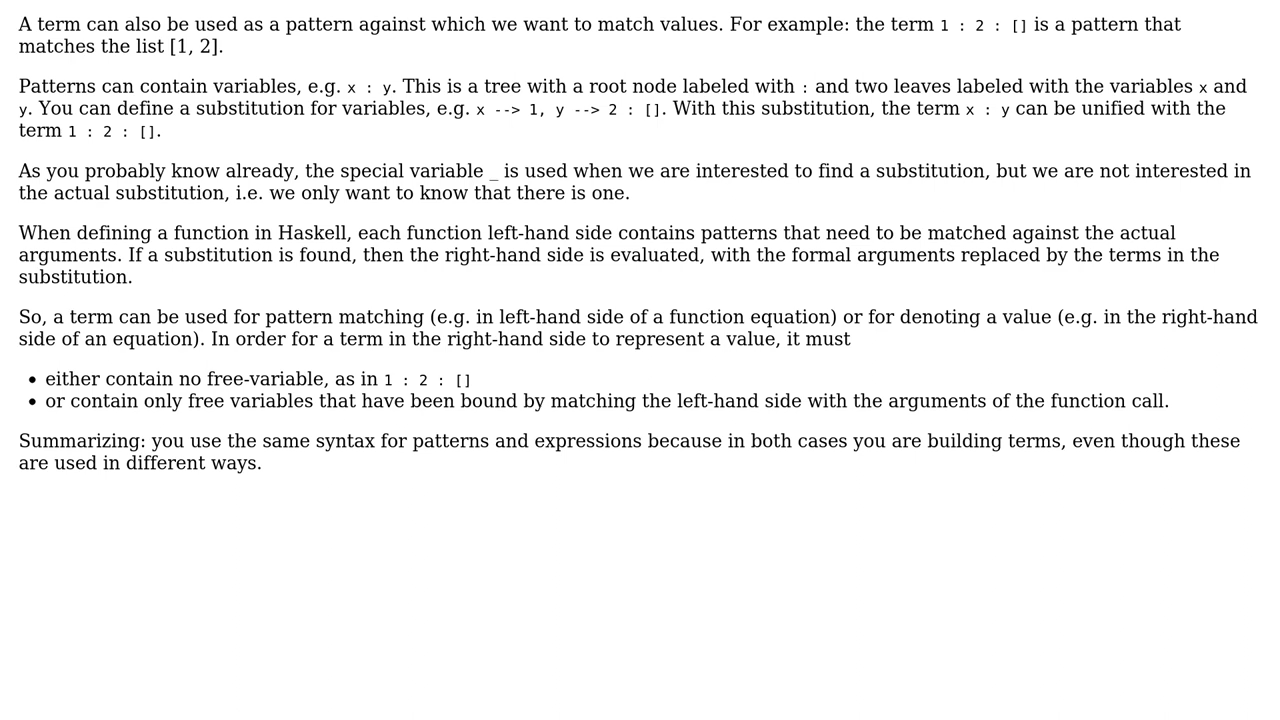 A term can also be used as a pattern against which we want to match values. For example: the term 1 : 2 : [] is a pattern that
matches the list [1, 2].
Patterns can contain variables, e.g. x : y. This is a tree with a root node labeled with : and two leaves labeled with the variables x and
y. You can define a substitution for variables, e.g. x --> 1, y --> 2 : []. With this substitution, the term x : y can be unified with the
term 1 : 2 : [].
As you probably know already, the special variable _ is used when we are interested to find a substitution, but we are not interested in
the actual substitution, i.e. we only want to know that there is one.
When defining a function in Haskell, each function left-hand side contains patterns that need to be matched against the actual
arguments. If a substitution is found, then the right-hand side is evaluated, with the formal arguments replaced by the terms in the
substitution.
So, a term can be used for pattern matching (e.g. in left-hand side of a function equation) or for denoting a value (e.g. in the right-hand
side of an equation). In order for a term in the right-hand side to represent a value, it must
• either contain no free-variable, as in 1 : 2 : []
• or contain only free variables that have been bound by matching the left-hand side with the arguments of the function call.
Summarizing: you use the same syntax for patterns and expressions because in both cases you are building terms, even though these
are used in different ways.